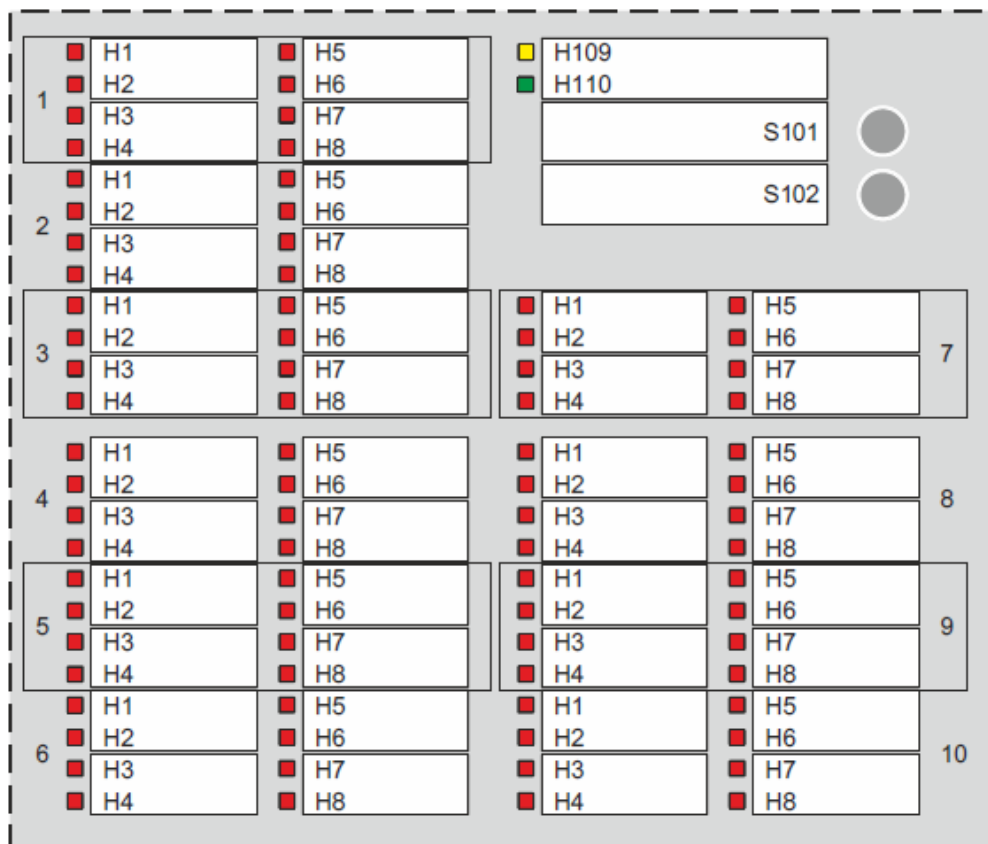 H1 H5 H109
H2 H6 H110
1
H3 H7 S101
H4 H8
H1 H5 S102
H2 H6
2
H3 H7
H4 H8
H1 H5 H1 H5
H2 H6 H2 H6
3 7
H3 H7 H3 H7
H4 H8 H4 H8
H1 H5 H1 H5
H2 H6 H2 H6
4 8
H3 H7 H3 H7
H4 H8 H4 H8
H1 H5 H1 H5
H2 H6 H2 H6
5 9
H3 H7 H3 H7
H4 H8 H4 H8
H1 H5 H1 H5
H2 H6 H2 H6
6 10
H3 H7 H3 H7
H4 H8 H4 H8